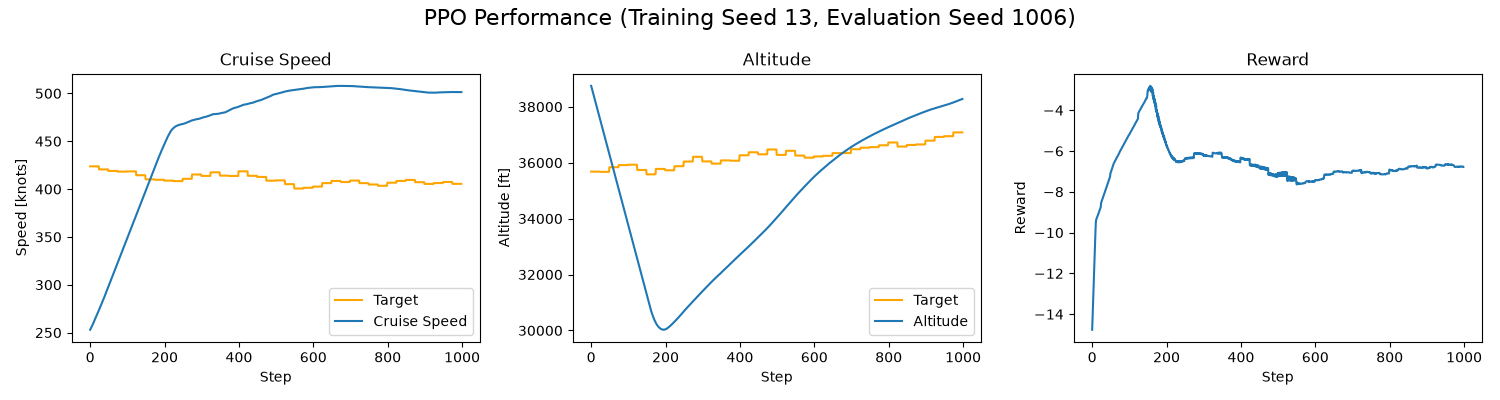 PPO Performance (Training Seed 13, Evaluation Seed 1006)
Cruise Speed
Speed [knots]
500
450
400
350
300
250
0 200 400 600 800 1000
Step
Target
Cruise Speed
Altitude
Altitude [ft]
38000
36000
34000
32000
30000
0 200 400 600 800 1000
Step
Target
Altitude
Reward
Reward
−4
−6
−8
−10
−12
−14
0 200 400 600 800 1000
Step